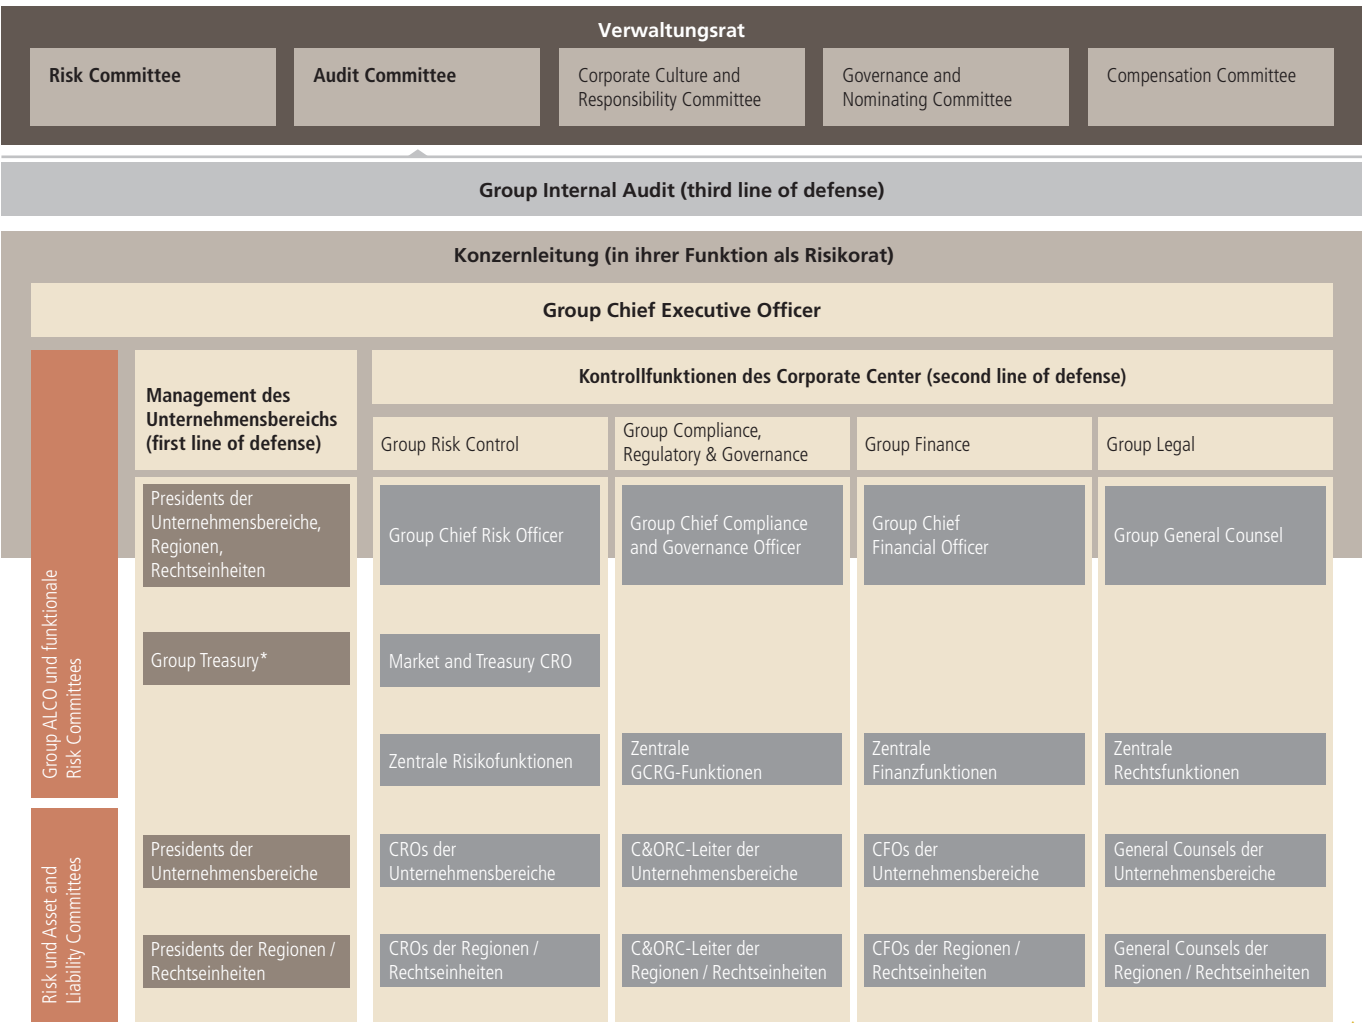 Verwaltungsrat
Risk Committee
Audit Committee
Corporate Culture and
Responsibility Committee
Governance and
Nominating Committee
Compensation Committee
Group Internal Audit (third line of defense)
Konzernleitung (in ihrer Funktion als Risikorat)
Group Chief Executive Officer
Group ALCO und funktionale
Risk Committees
Risk und Asset and
Liability Committees
Management des
Unternehmensbereichs
(first line of defense)
Kontrollfunktionen des Corporate Center (second line of defense)
Group Risk Control
Group Compliance,
Regulatory & Governance
Group Finance
Group Legal
Presidents der
Unternehmensbereiche,
Regionen,
Rechtseinheiten
Group Chief Risk Officer
Group Chief Compliance
and Governance Officer
Group Chief
Financial Officer
Group General Counsel
Group Treasury*
Market and Treasury CRO
Zentrale Risikofunktionen
Zentrale
GCRG-Funktionen
Zentrale
Finanzfunktionen
Zentrale
Rechtsfunktionen
Presidents der
Unternehmensbereiche
CROs der
Unternehmensbereiche
C&ORC-Leiter der
Unternehmensbereiche
CFOs der
Unternehmensbereiche
General Counsels der
Unternehmensbereiche
Presidents der Regionen /
Rechtseinheiten
CROs der Regionen /
Rechtseinheiten
C&ORC-Leiter der
Regionen / Rechtseinheiten
CFOs der Regionen /
Rechtseinheiten
General Counsels der
Regionen / Rechtseinheiten